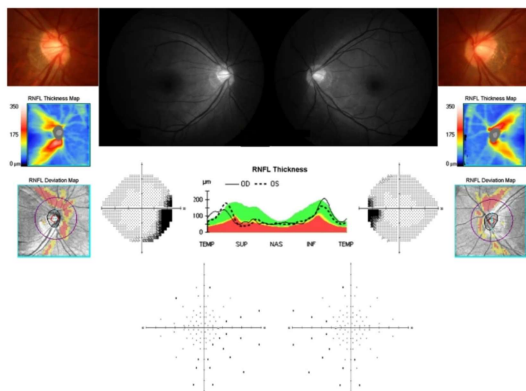 RNFL Thickness Map
350
175
0 μm
RNFL Deviation Map
RNFL Thickness
μm
OD
OS
200
100
0
TEMP
SUP
NAS
INF
TEMP
RNFL Thickness Map
350
175
0 μm
RNFL Deviation Map